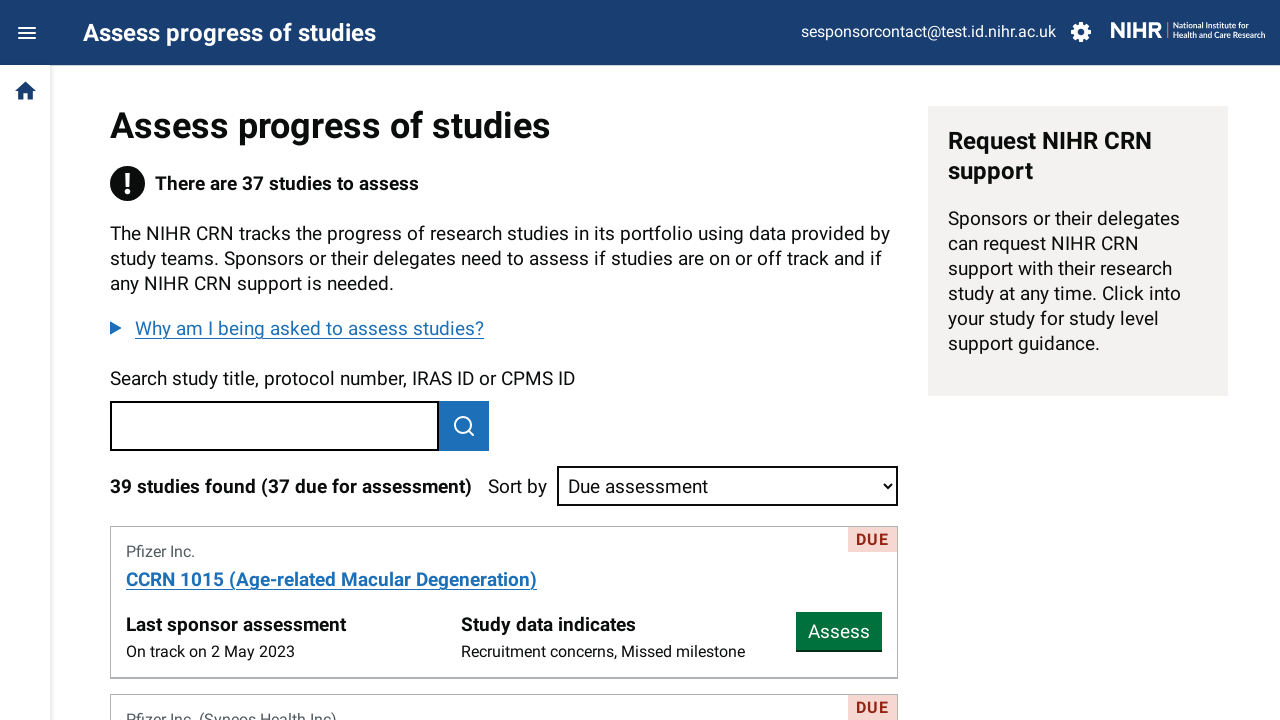 Assess progress of studies
sesponsorcontact@test.id.nihr.ac.uk
NIHR | National Institute for
Health and Care Research
Assess progress of studies
There are 37 studies to assess
The NIHR CRN tracks the progress of research studies in its portfolio using data provided by
study teams. Sponsors or their delegates need to assess if studies are on or off track and if
any NIHR CRN support is needed.
Why am I being asked to assess studies?
Search study title, protocol number, IRAS ID or CPMS ID
39 studies found (37 due for assessment) Sort by Due assessment
DUE
Pfizer Inc.
CCRN 1015 (Age-related Macular Degeneration)
Last sponsor assessment
On track on 2 May 2023
Study data indicates
Recruitment concerns, Missed milestone
Assess
DUE
Pfizer Inc. (Syneos Health Inc)
Request NIHR CRN
support
Sponsors or their delegates
can request NIHR CRN
support with their research
study at any time. Click into
your study for study level
support guidance.